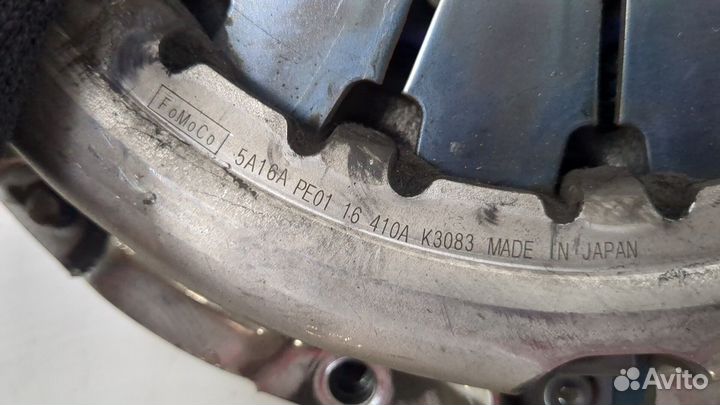 FoMoCo 5A16A PE01 16 410A K3083 MADE IN JAPAN
Avito